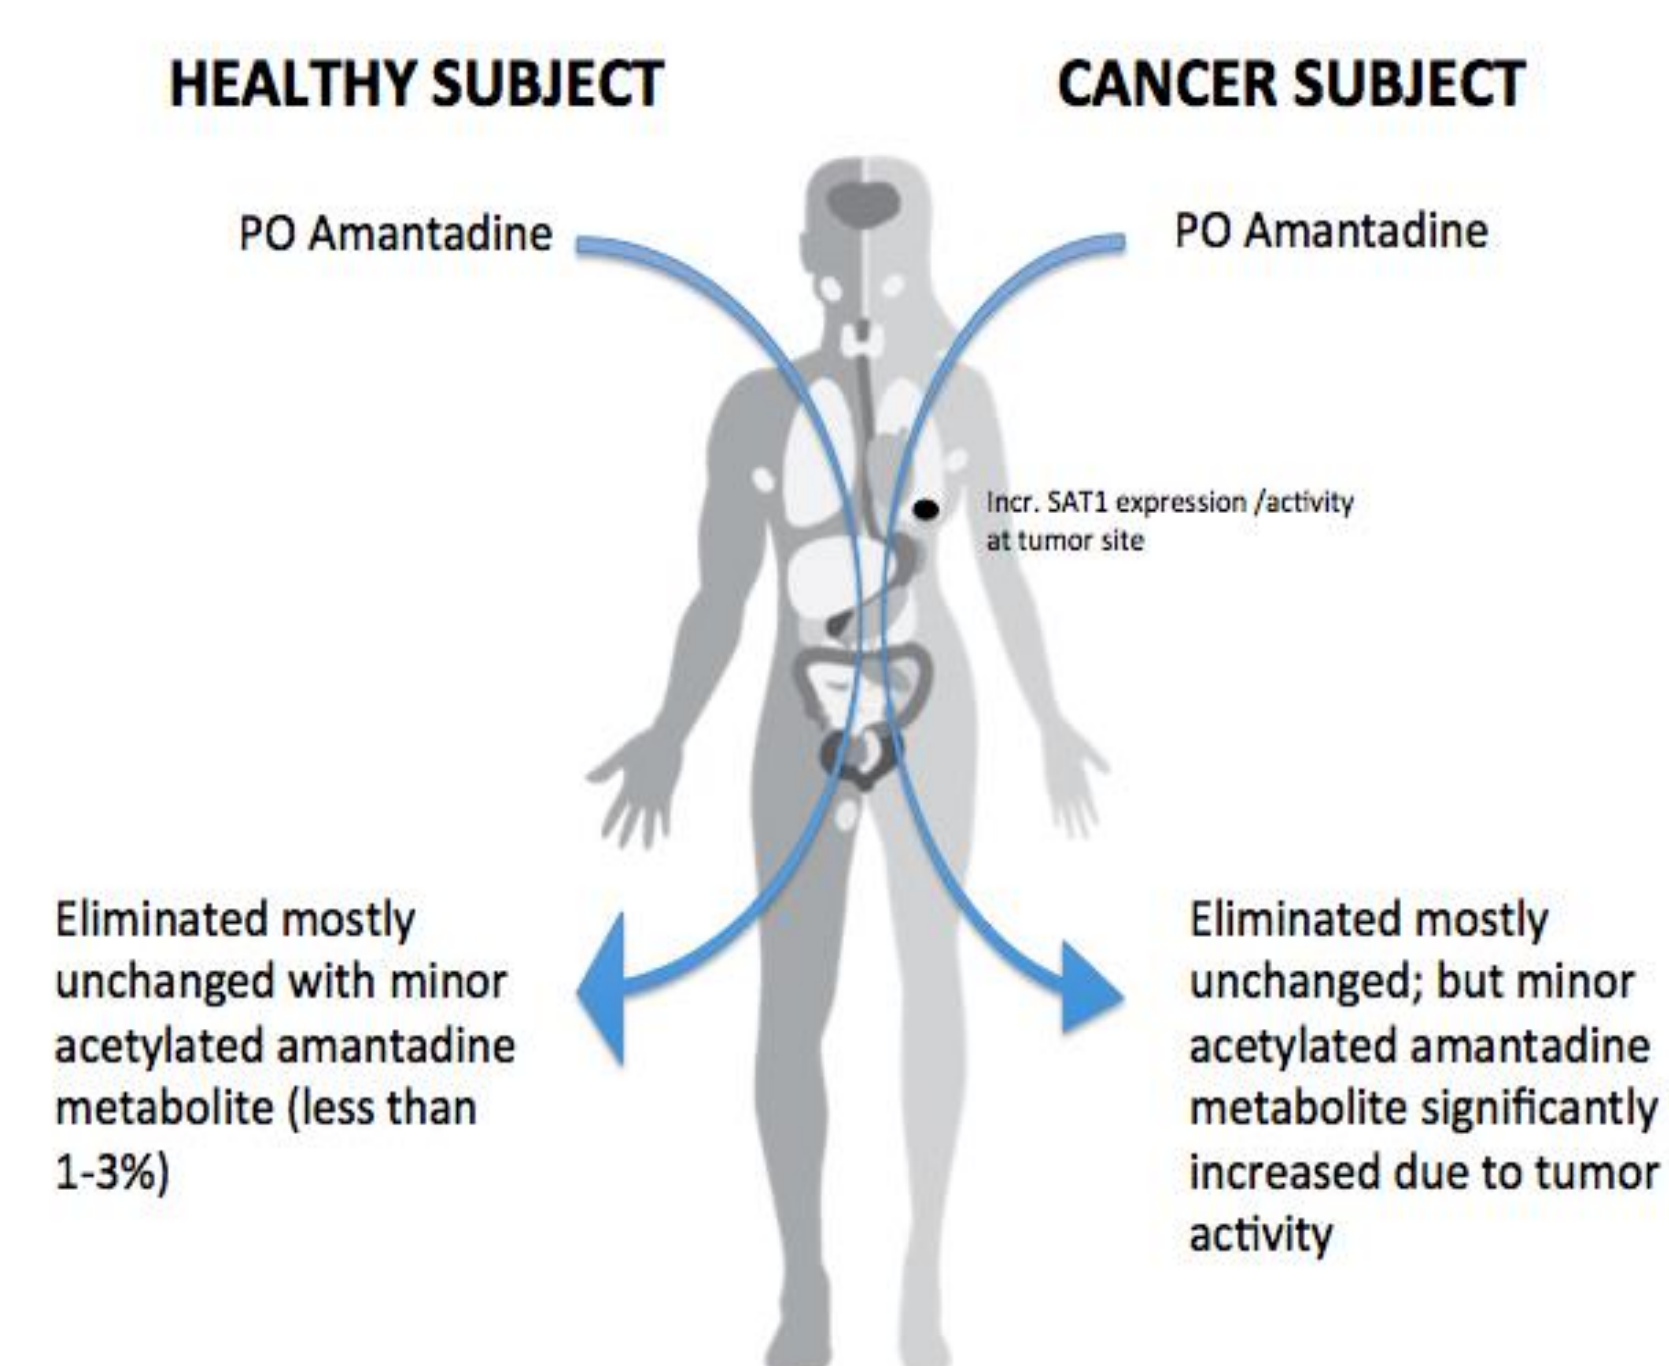 HEALTHY SUBJECT
CANCER SUBJECT
PO Amantadine
PO Amantadine
Incr. SAT1 expression /activity
at tumor site
Eliminated mostly
unchanged with minor
acetylated amantadine
metabolite (less than
1-3%)
Eliminated mostly
unchanged; but minor
acetylated amantadine
metabolite significantly
increased due to tumor
activity